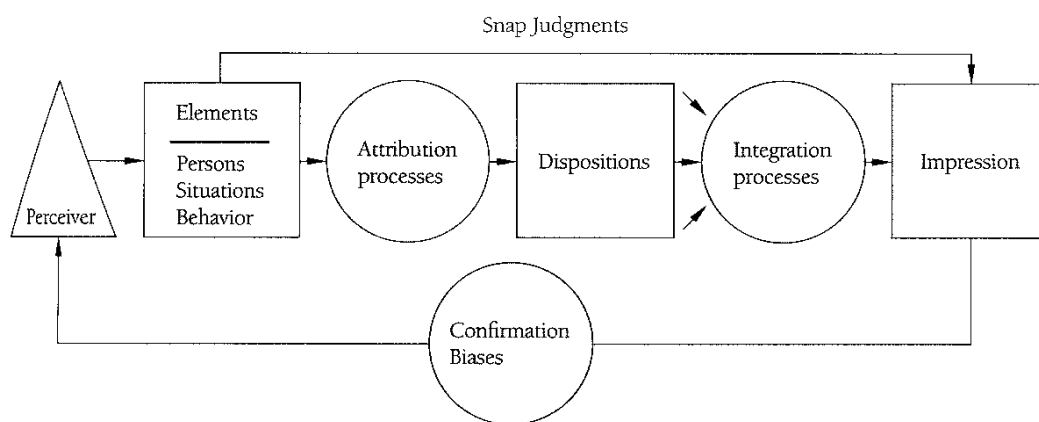 Snap Judgments
Perceiver
Elements
Persons
Situations
Behavior
Attribution
processes
Dispositions
Integration
processes
Impression
Confirmation
Biases